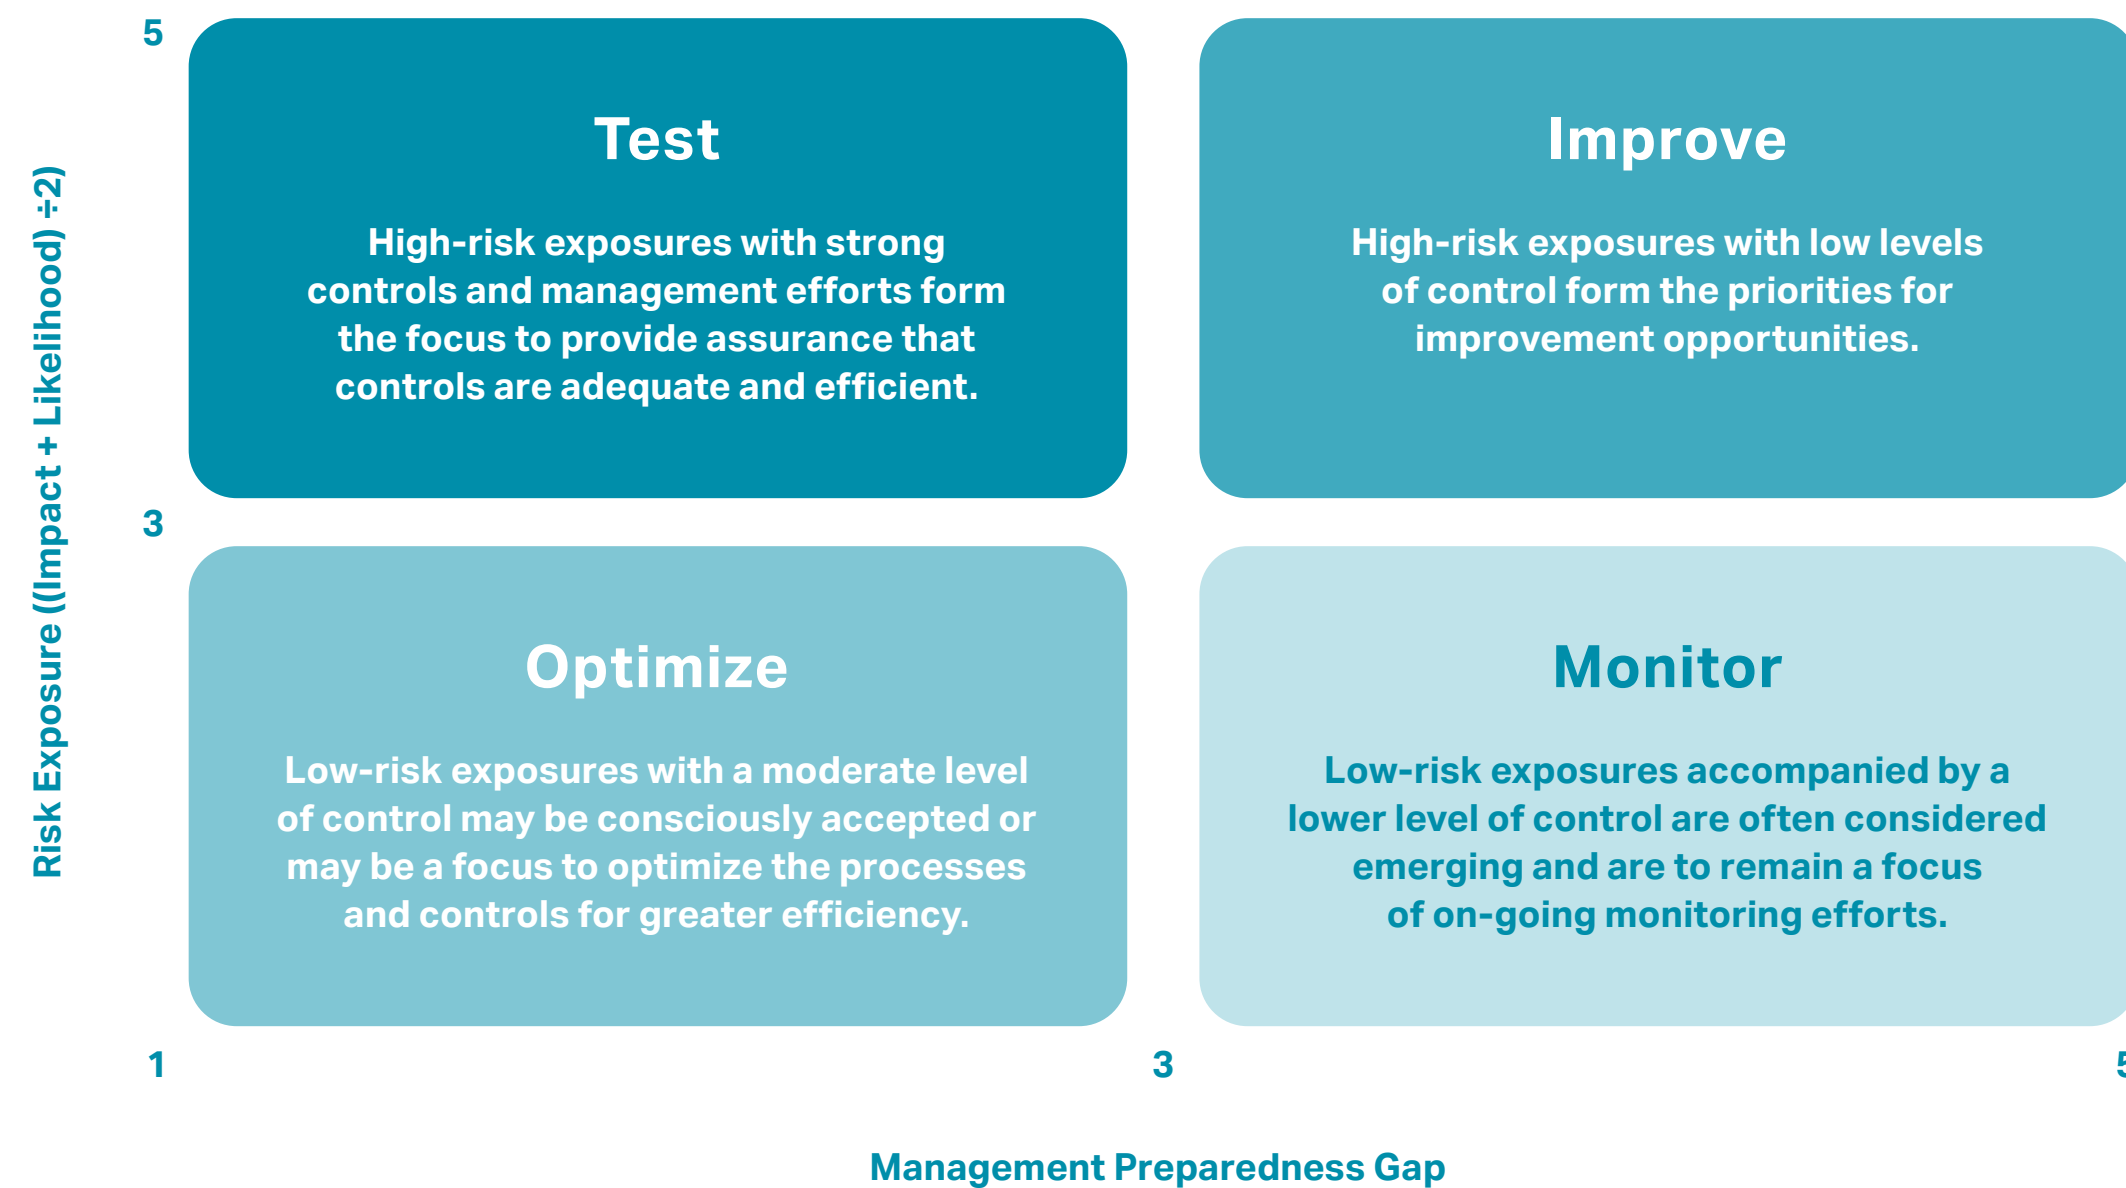 Risk Exposure ((Impact + Likelihood) ÷2)
5
Test
High-risk exposures with strong
controls and management efforts form
the focus to provide assurance that
controls are adequate and efficient.
Improve
High-risk exposures with low levels
of control form the priorities for
improvement opportunities.
3
Optimize
Low-risk exposures with a moderate level
of control may be consciously accepted or
may be a focus to optimize the processes
and controls for greater efficiency.
Monitor
Low-risk exposures accompanied by a
lower level of control are often considered
emerging and are to remain a focus
of on-going monitoring efforts.
1
3
5
Management Preparedness Gap